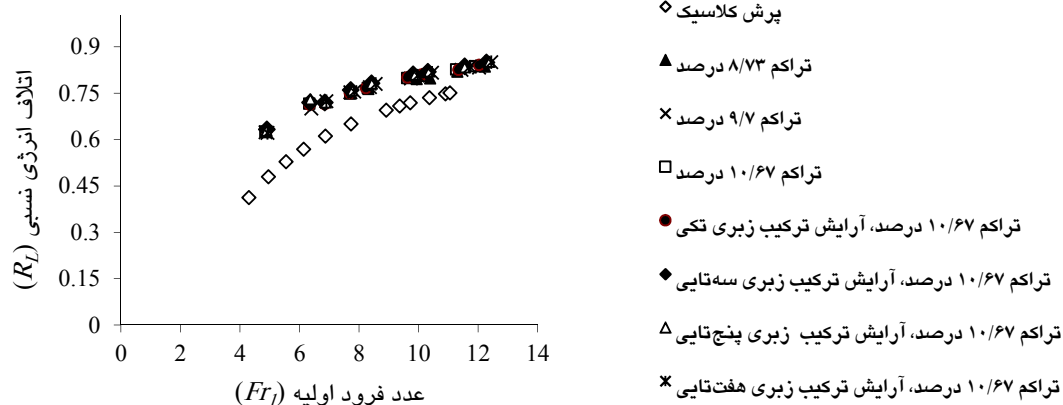 اتلاف انرژی نسبی (R_L)
0.9
0.75
0.6
0.45
0.3
0.15
0
0 2 4 6 8 10 12 14
عدد فرود اولیه (Fr_1)
پرش کلاسیک
تراکم ۸/۷۳ درصد
تراکم ۹/۷ درصد
تراکم ۱۰/۶۷ درصد
تراکم ۱۰/۶۷ درصد، آرایش ترکیب زبری تکی
تراکم ۱۰/۶۷ درصد، آرایش ترکیب زبری سه‌تایی
تراکم ۱۰/۶۷ درصد، آرایش ترکیب زبری پنج‌تایی
تراکم ۱۰/۶۷ درصد، آرایش ترکیب زبری هفت‌تایی